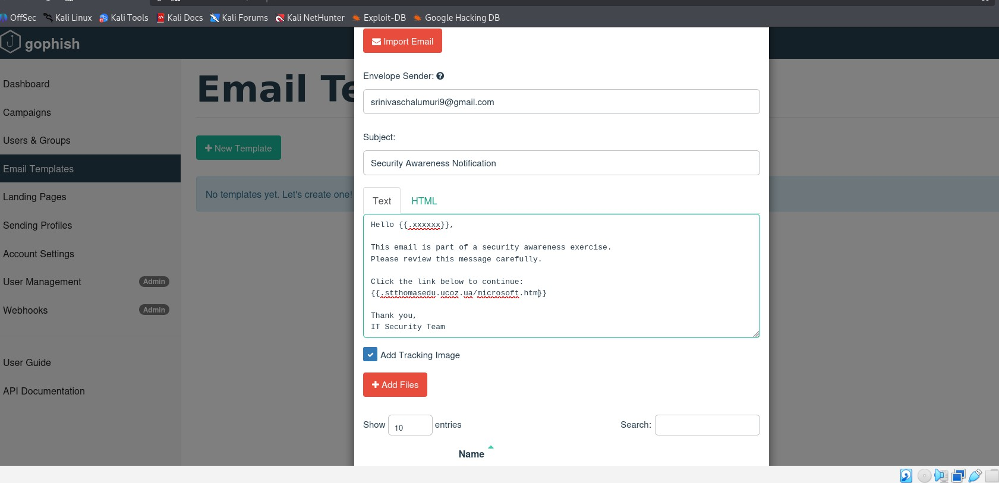 OffSec Kali Linux Kali Tools Kali Docs Kali Forums Kali NetHunter Exploit-DB Google Hacking DB
gophish
Dashboard
Campaigns
Users & Groups
Email Templates
Landing Pages
Sending Profiles
Account Settings
User Management Admin
Webhooks Admin
User Guide
API Documentation
Email Te
+ New Template
No templates yet. Let's create one!
Import Email
Envelope Sender:
srinivaschalumuri9@gmail.com
Subject:
Security Awareness Notification
Text HTML
Hello {{.xxxxxx}},
This email is part of a security awareness exercise.
Please review this message carefully.
Click the link below to continue:
{{.stthomasedu.ucoz.ua/microsoft.htm}}
Thank you,
IT Security Team
Add Tracking Image
+ Add Files
Show 10 entries Search:
Name